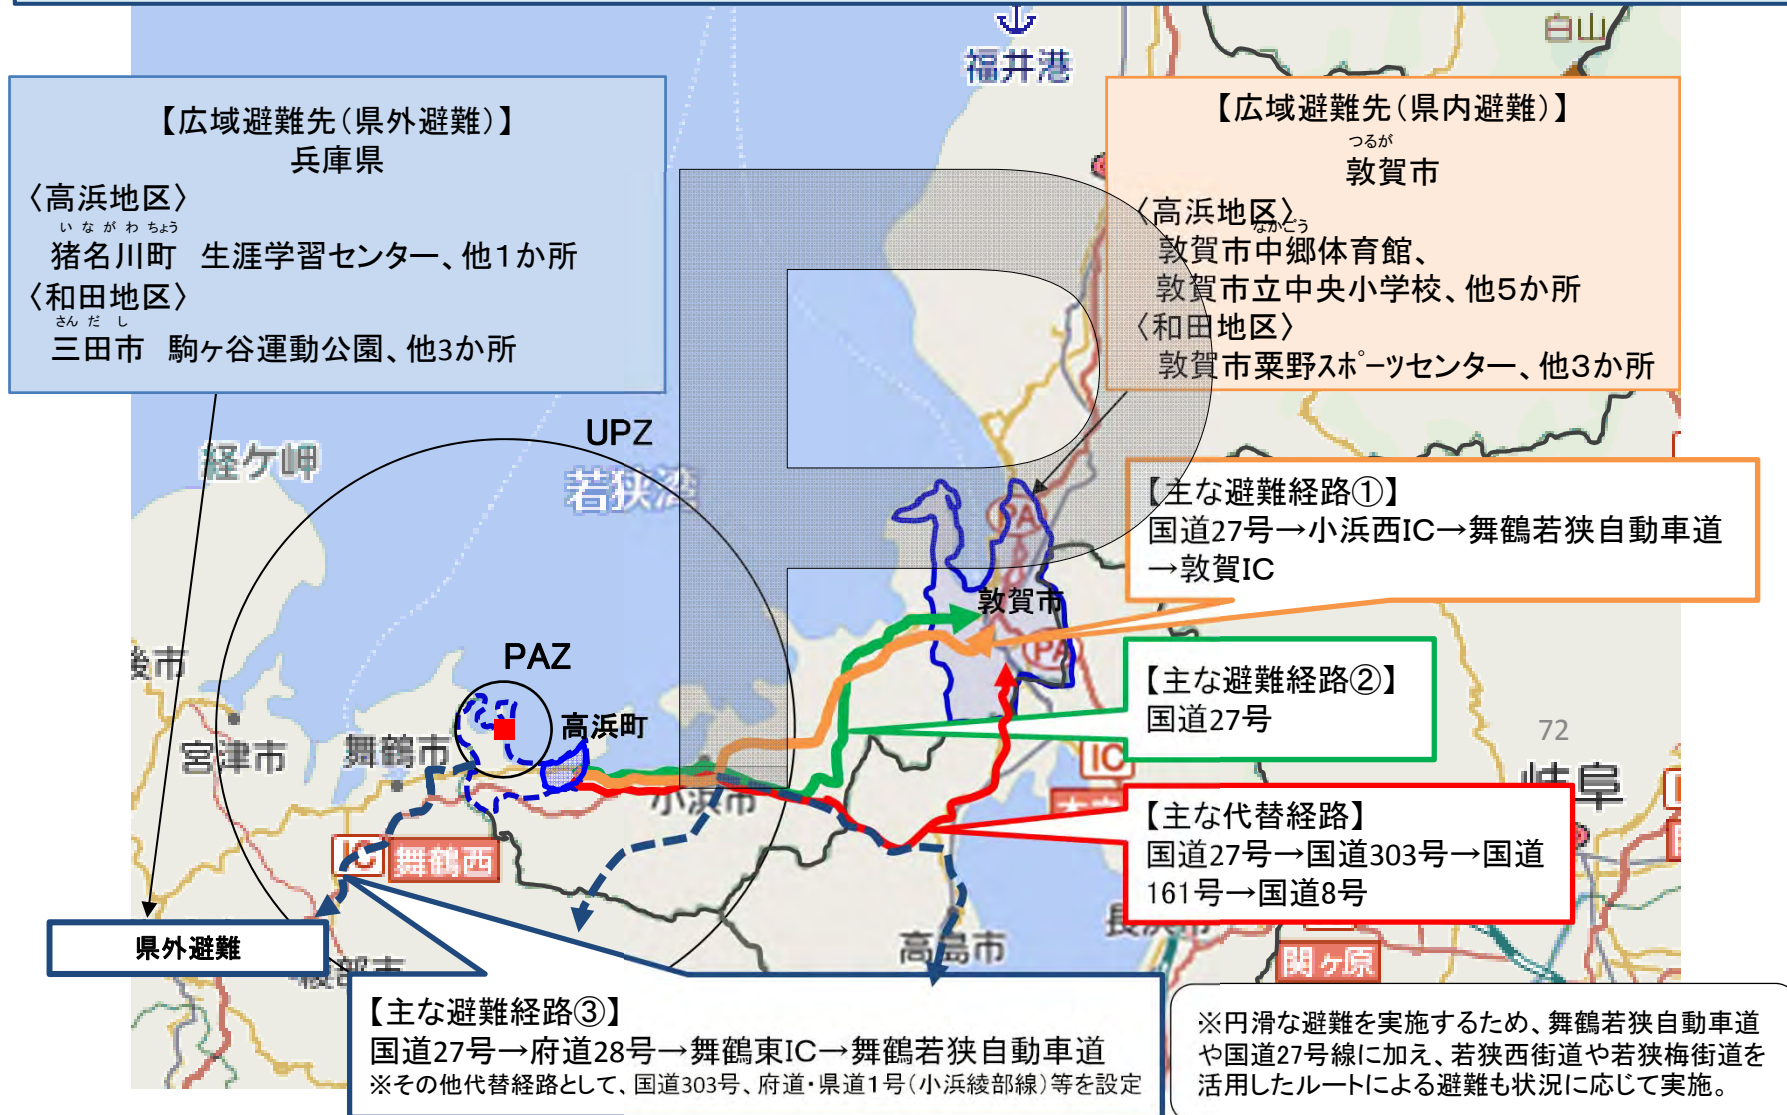 白山
福井港
【広域避難先（県外避難）】
兵庫県
〈高浜地区〉
いながわちょう
猪名川町 生涯学習センター、他１か所
〈和田地区〉
さんだし
三田市 駒ヶ谷運動公園、他3か所
【広域避難先（県内避難）】
つるが
敦賀市
〈高浜地区〉
なかごう
敦賀市中郷体育館、
敦賀市立中央小学校、他５か所
〈和田地区〉
敦賀市粟野スポーツセンター、他３か所
P
UPZ
経ケ岬
若狭湾
【主な避難経路①】
国道27号→小浜西IC→舞鶴若狭自動車道
→敦賀IC
PA
敦賀市
PA
PAZ
【主な避難経路②】
国道27号
後市
高浜町
宮津市
舞鶴市
72
IC
岐阜
小浜市
【主な代替経路】
国道27号→国道303号→国道
161号→国道8号
IC
舞鶴西
県外避難
高島市
長浜市
関ヶ原
綾部市
【主な避難経路③】
国道27号→府道28号→舞鶴東IC→舞鶴若狭自動車道
※その他代替経路として、国道303号、府道・県道１号（小浜綾部線）等を設定
※円滑な避難を実施するため、舞鶴若狭自動車道
や国道27号線に加え、若狭西街道や若狭梅街道を
活用したルートによる避難も状況に応じて実施。